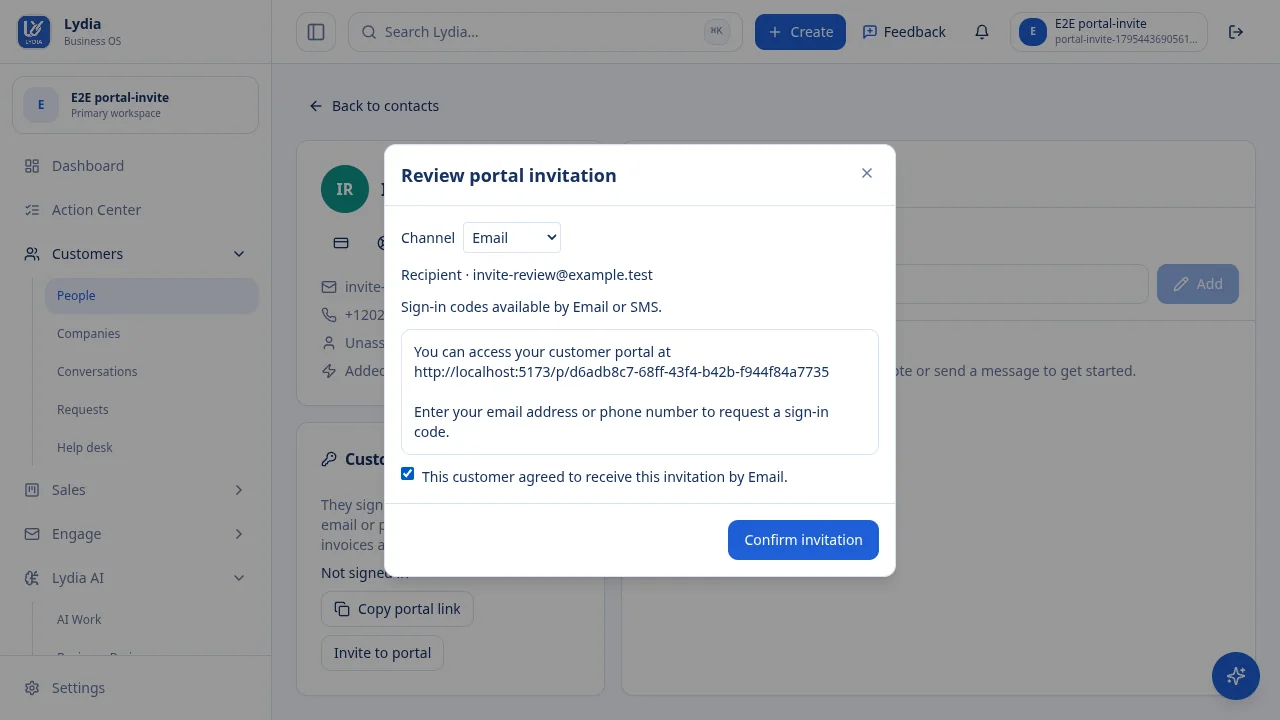 Lydia
Business OS
LYDIA
Search Lydia...
⌘K
Create
Feedback
E
E2E portal-invite
portal-invite-1795443690561...
E
E2E portal-invite
Primary workspace
Dashboard
Action Center
Customers
People
Companies
Conversations
Requests
Help desk
Sales
Engage
Lydia AI
AI Work
Settings
Back to contacts
IR
invite-
+1202
Unass
Added
Custo
They sign
email or p
invoices a
Not signed in
Copy portal link
Invite to portal
Add
ote or send a message to get started.
Review portal invitation
Channel
Email
Recipient · invite-review@example.test
Sign-in codes available by Email or SMS.
You can access your customer portal at
http://localhost:5173/p/d6adb8c7-68ff-43f4-b42b-f944f84a7735
Enter your email address or phone number to request a sign-in
code.
This customer agreed to receive this invitation by Email.
Confirm invitation